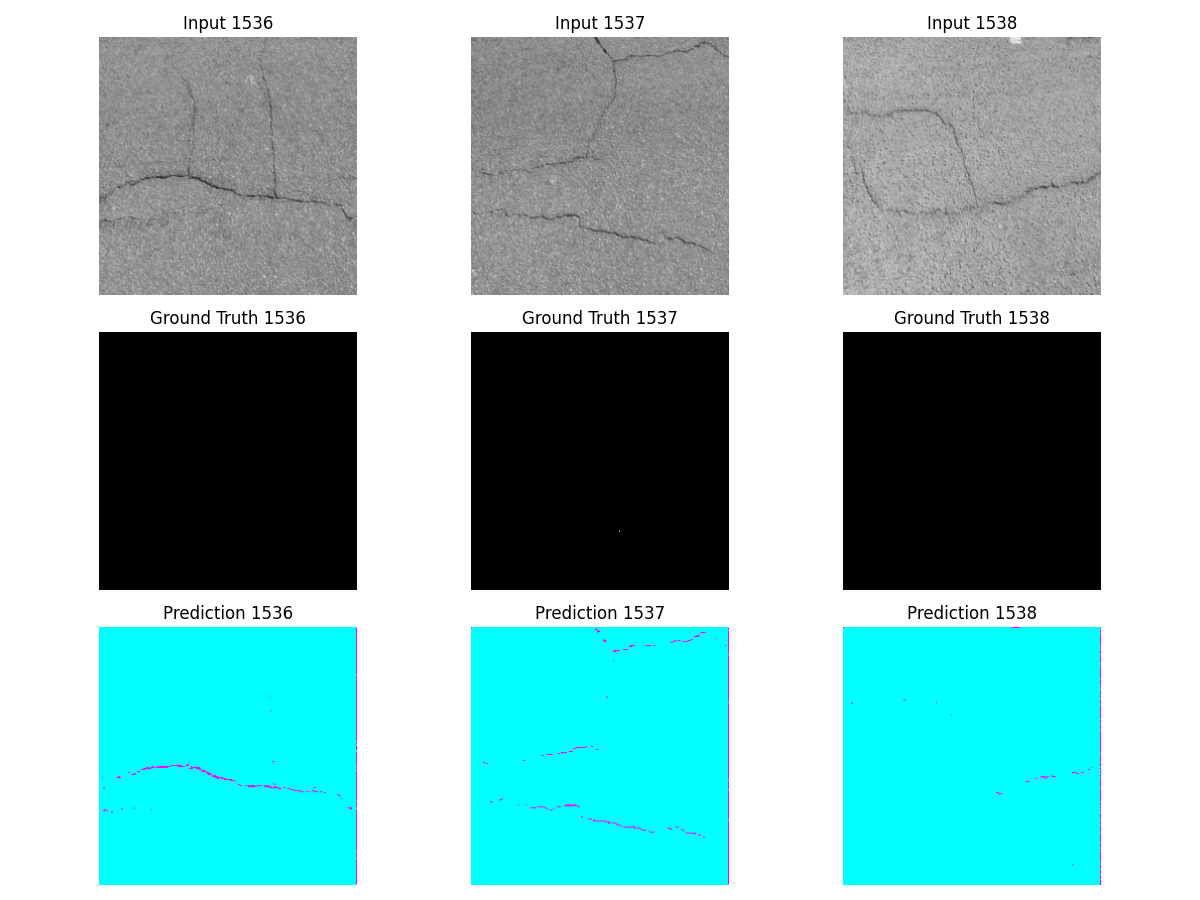 Input 1536
Input 1537
Input 1538
Ground Truth 1536
Ground Truth 1537
Ground Truth 1538
Prediction 1536
Prediction 1537
Prediction 1538